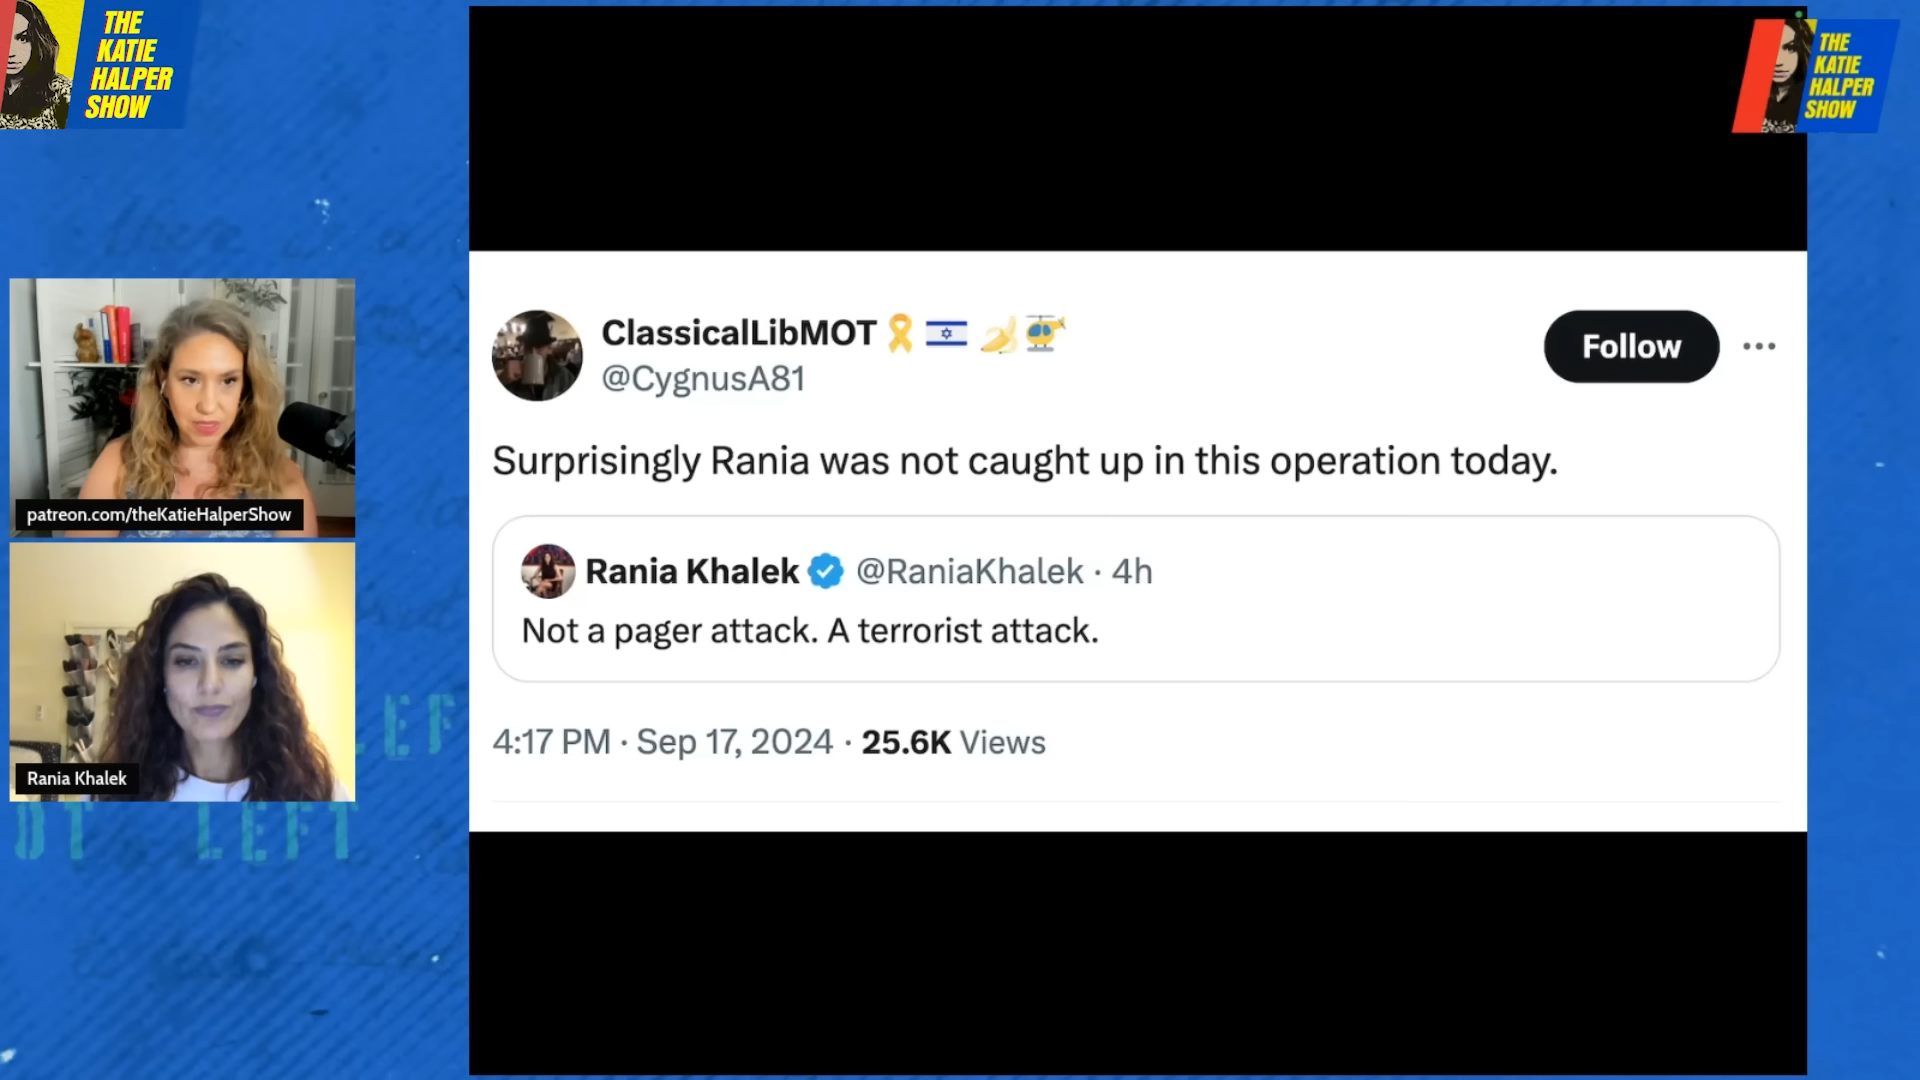 THE
KATIE
HALPER
SHOW
THE
KATIE
HALPER
SHOW
ClassicalLibMOT
@CygnusA81
Follow
Surprisingly Rania was not caught up in this operation today.
Rania Khalek @RaniaKhalek · 4h
Not a pager attack. A terrorist attack.
4:17 PM · Sep 17, 2024 · 25.6K Views
patreon.com/theKatieHalperShow
Rania Khalek
LEFT